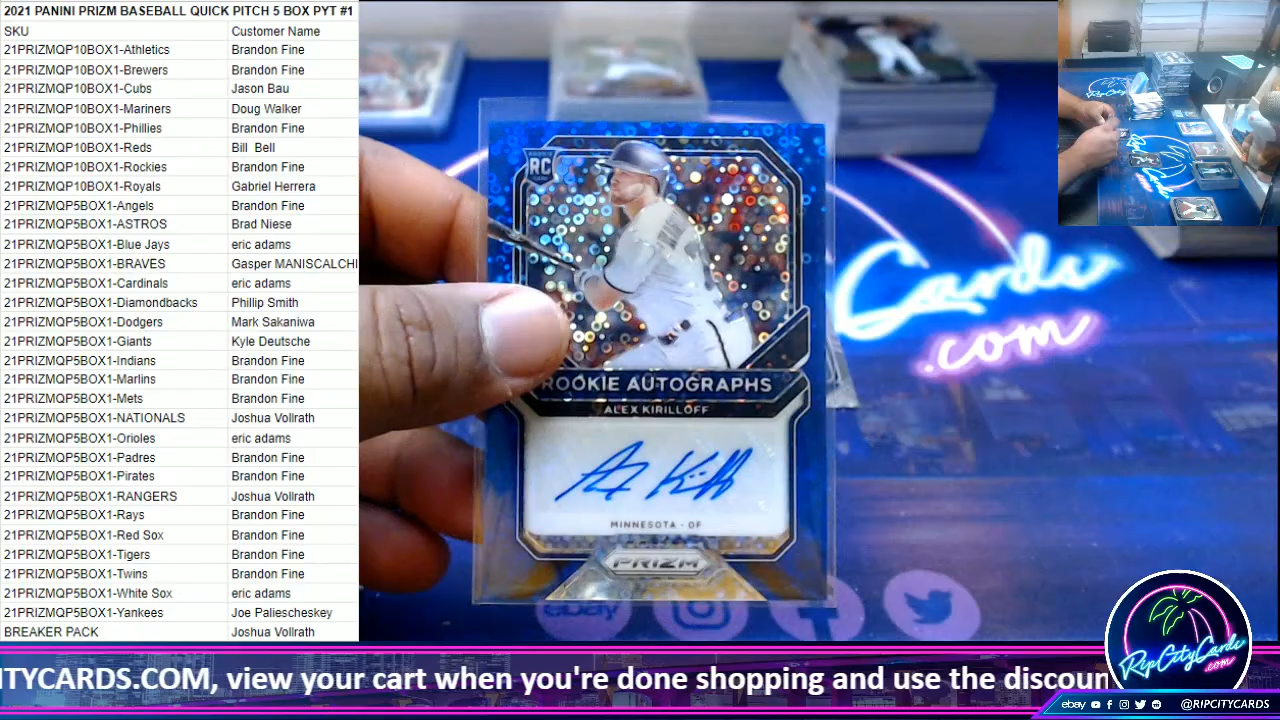 2021 PANINI PRIZM BASEBALL QUICK PITCH 5 BOX PYT #1
SKU Customer Name
21PRIZMQP10BOX1-Athletics Brandon Fine
21PRIZMQP10BOX1-Brewers Brandon Fine
21PRIZMQP10BOX1-Cubs Jason Bau
21PRIZMQP10BOX1-Mariners Doug Walker
21PRIZMQP10BOX1-Phillies Brandon Fine
21PRIZMQP10BOX1-Reds Bill Bell
21PRIZMQP10BOX1-Rockies Brandon Fine
21PRIZMQP10BOX1-Royals Gabriel Herrera
21PRIZMQP5BOX1-Angels Brandon Fine
21PRIZMQP5BOX1-ASTROS Brad Niese
21PRIZMQP5BOX1-Blue Jays eric adams
21PRIZMQP5BOX1-BRAVES Gasper MANISCALCHI
21PRIZMQP5BOX1-Cardinals eric adams
21PRIZMQP5BOX1-Diamondbacks Phillip Smith
21PRIZMQP5BOX1-Dodgers Mark Sakaniwa
21PRIZMQP5BOX1-Giants Kyle Deutsche
21PRIZMQP5BOX1-Indians Brandon Fine
21PRIZMQP5BOX1-Marlins Brandon Fine
21PRIZMQP5BOX1-Mets Brandon Fine
21PRIZMQP5BOX1-NATIONALS Joshua Vollrath
21PRIZMQP5BOX1-Orioles eric adams
21PRIZMQP5BOX1-Padres Brandon Fine
21PRIZMQP5BOX1-Pirates Brandon Fine
21PRIZMQP5BOX1-RANGERS Joshua Vollrath
21PRIZMQP5BOX1-Rays Brandon Fine
21PRIZMQP5BOX1-Red Sox Brandon Fine
21PRIZMQP5BOX1-Tigers Brandon Fine
21PRIZMQP5BOX1-Twins Brandon Fine
21PRIZMQP5BOX1-White Sox eric adams
21PRIZMQP5BOX1-Yankees Joe Paliescheskey
BREAKER PACK Joshua Vollrath
RC
ROOKIE AUTOGRAPHS
ALEX KIRILLOFF
MINNESOTA - OF
PRIZM
Cards
.com
ebay
RipCityCards
.com
ITYCARDS.COM, view your cart when you're done shopping and use the discoun
ebay @RIPCITYCARDS